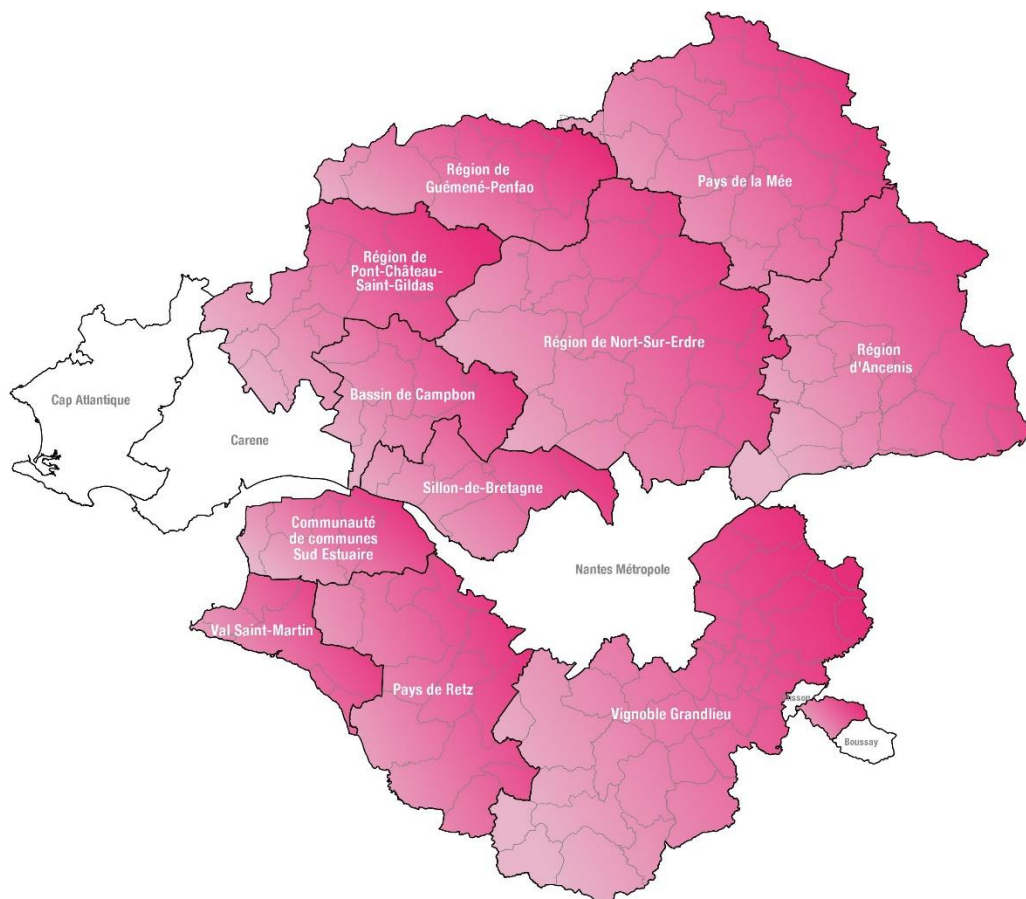 Région de
Guémené-Penfao
Pays de la Mée
Région de
Pont-Château-
Saint-Gildas
Région de Nort-Sur-Erdre
Région
d'Ancenis
Cap Atlantique
Bassin de Campbon
Carene
Sillon-de-Bretagne
Communauté
de communes
Sud Estuaire
Nantes Métropole
Val Saint-Martin
Pays de Retz
Vignoble Grandlieu
Boussay